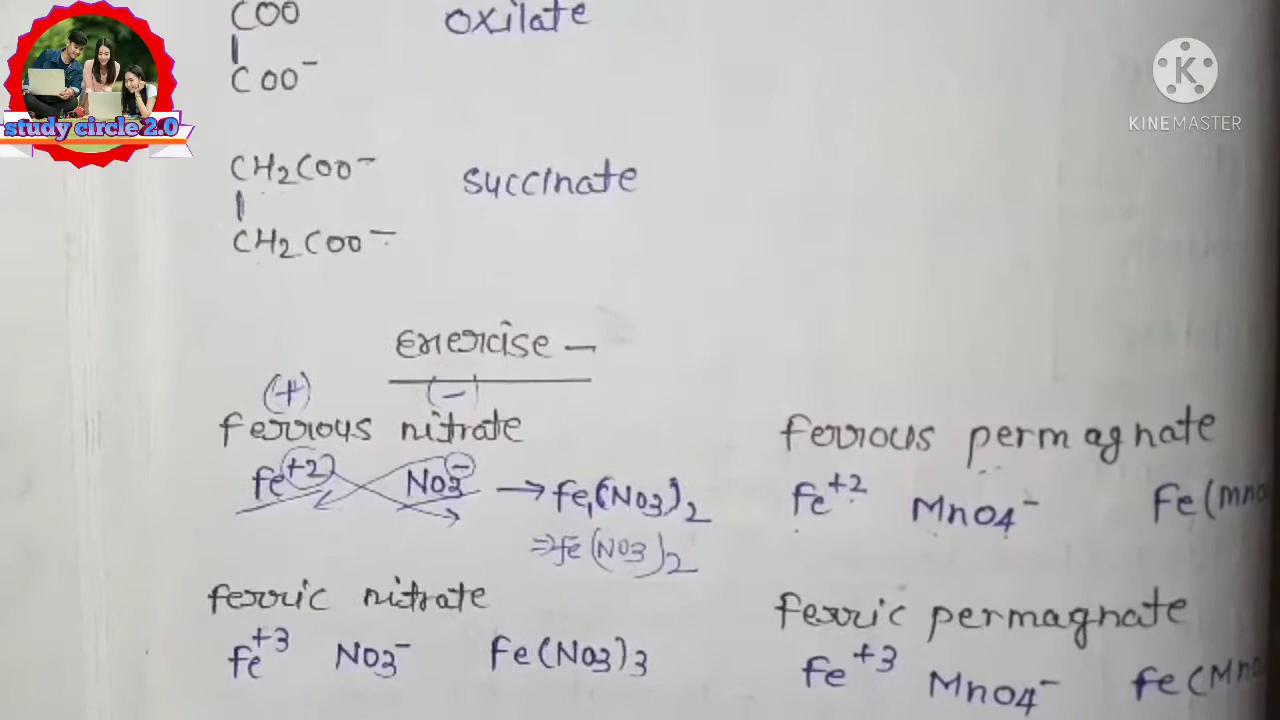 COO oxilate
COO⁻
study circle 2.0
KINEMASTER
CH2COO⁻ succinate
CH2COO⁻
Exercise –
(+) (–)
ferrous nitrate
fe+2 NO3⁻ → fe1(NO3)2
⇒ fe(NO3)2
ferrous permagnate
fe+2 MnO4⁻ Fe(mno
ferric nitrate
fe+3 NO3⁻ Fe(NO3)3
ferric permagnate
fe+3 MnO4⁻ fe(Mno